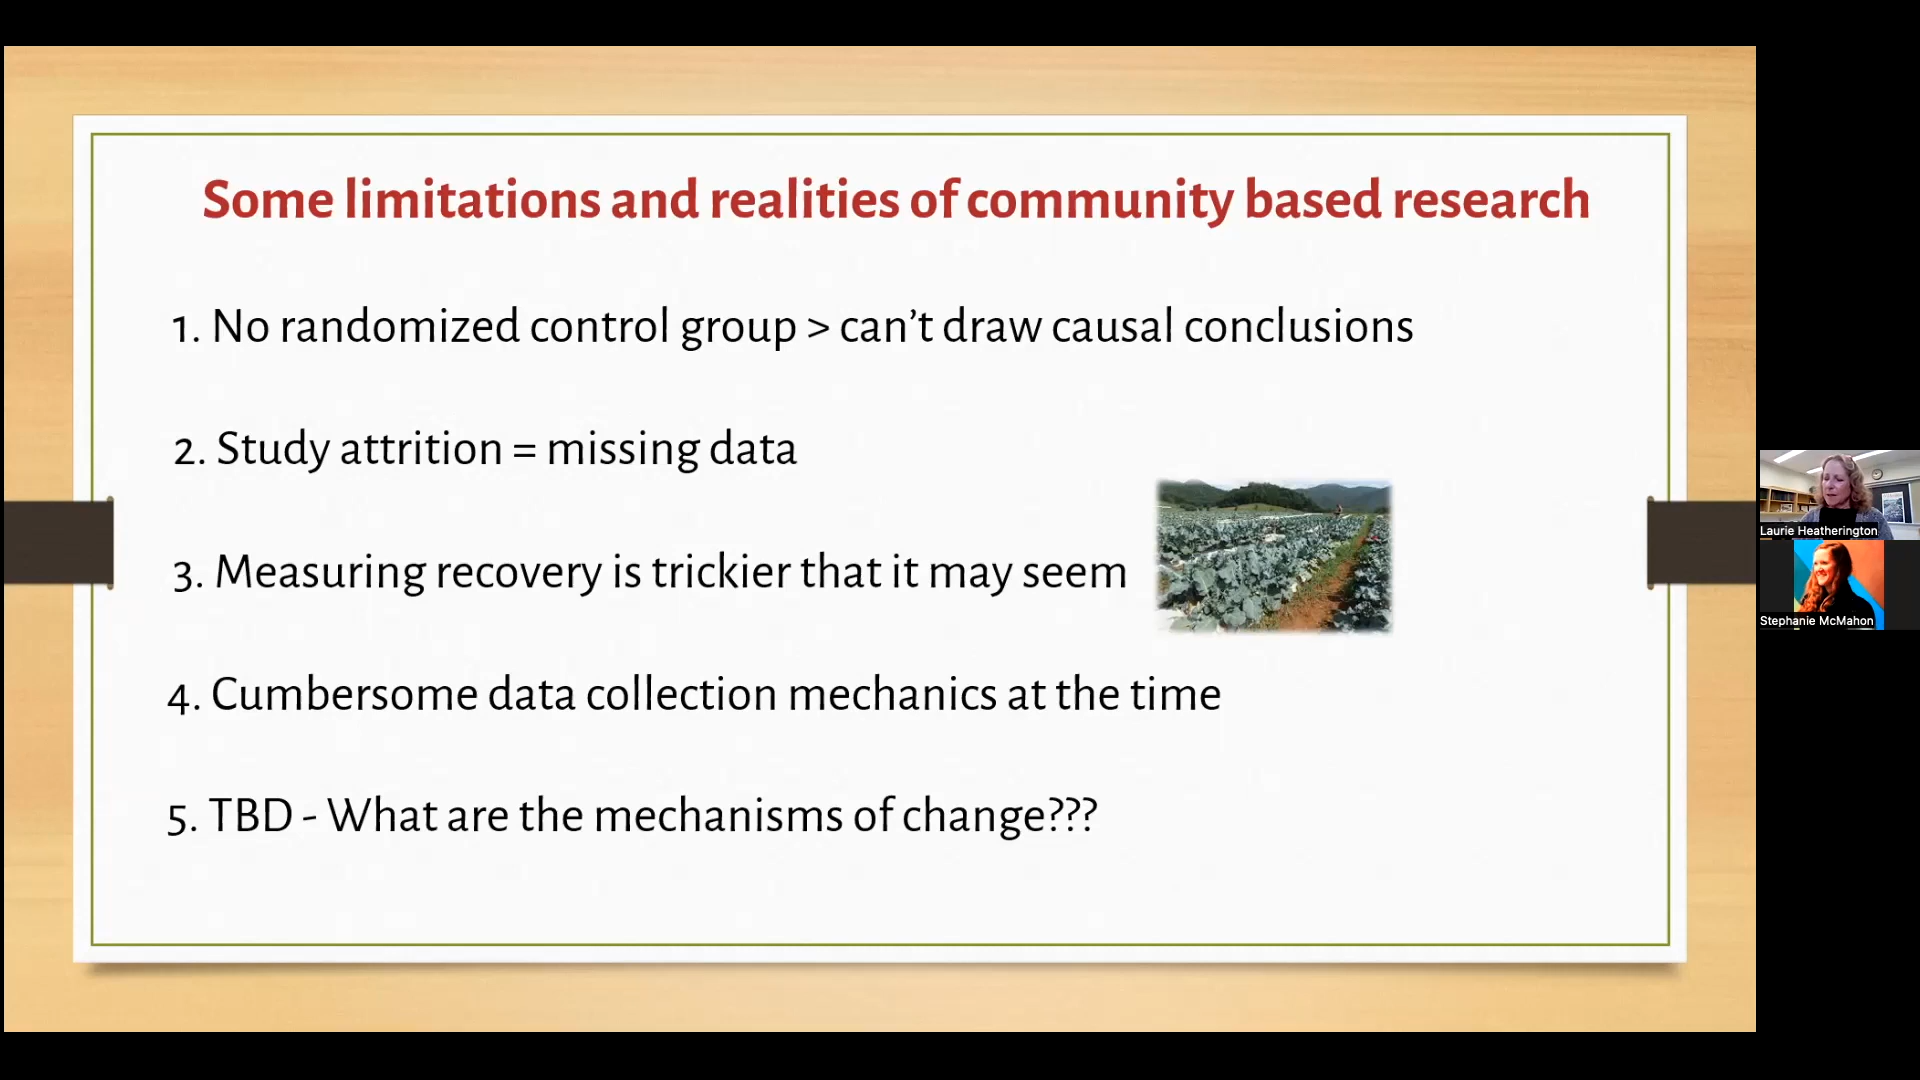 Some limitations and realities of community based research
1. No randomized control group > can't draw causal conclusions
2. Study attrition = missing data
3. Measuring recovery is trickier that it may seem
4. Cumbersome data collection mechanics at the time
5. TBD - What are the mechanisms of change???
Laurie Heatherington
Stephanie McMahon